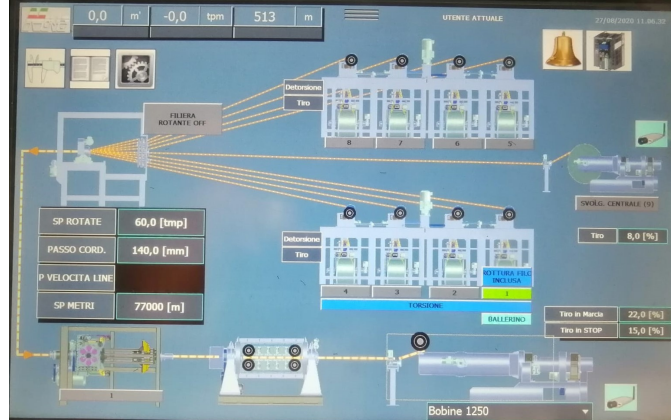 0,0 m'
-0,0 tpm
513 m
UTENTE ATTUALE
27/08/2020 11.06.32
FILIERA
ROTANTE OFF
Detorsione
Tiro
8 7 6 5
SVOLG. CENTRALE (9)
Tiro 8,0 [%]
SP ROTATE 60,0 [tmp]
PASSO CORD. 140,0 [mm]
P VELOCITA LINE
SP METRI 77000 [m]
Detorsione
Tiro
ROTTURA FILO
INCLUSA
4 3 2 1
TORSIONE
BALLERINO
Tiro in Marcia 22,0 [%]
Tiro in STOP 15,0 [%]
1
Bobine 1250